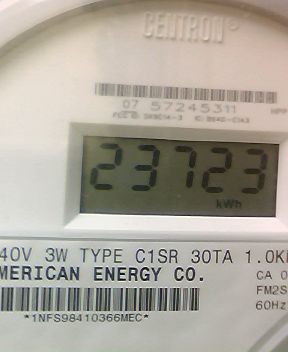 CENTRON®
07 57245311
23723
kWh
40V 3W TYPE C1SR 30TA 1.0K
MERICAN ENERGY CO.
CA 0
FM2S
60Hz
*1NFS98410366MEC*